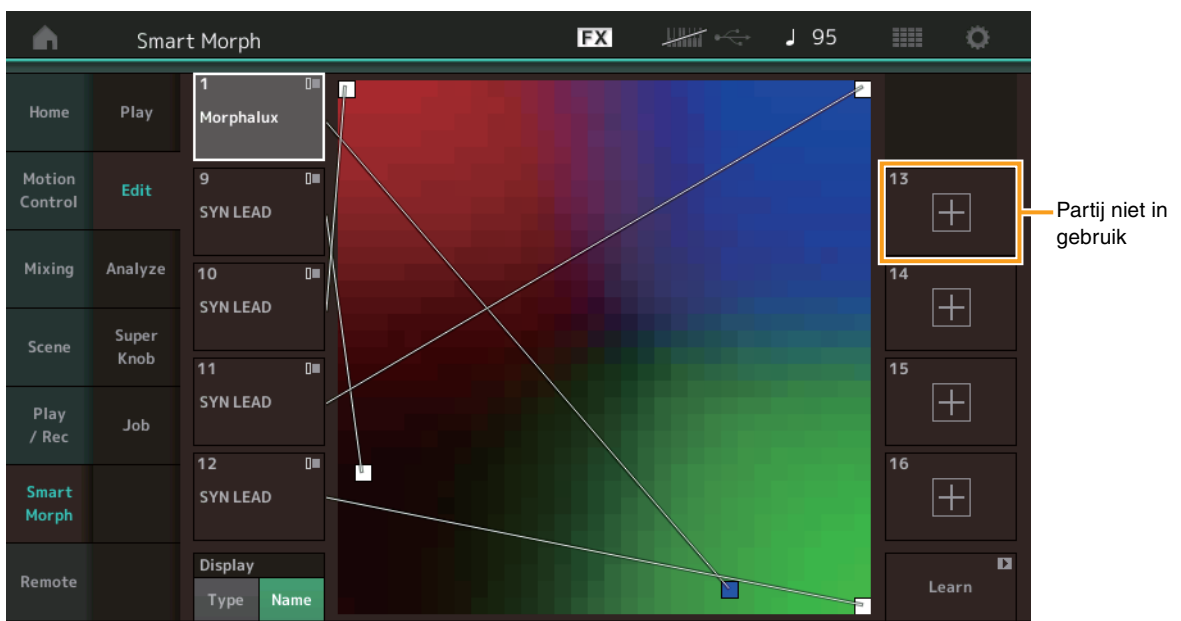 Smart Morph
FX
95
Home
Play
Motion
Control
Edit
Mixing
Analyze
Scene
Super
Knob
Play
/ Rec
Job
Smart
Morph
Remote
1
Morphalux
9
SYN LEAD
10
SYN LEAD
11
SYN LEAD
12
SYN LEAD
Display
Type
Name
13
14
15
16
Learn
Partij niet in
gebruik